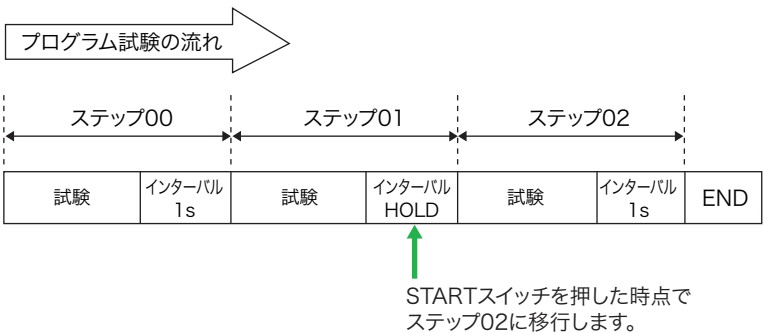 プログラム試験の流れ
ステップ00 ステップ01 ステップ02
試験 インターバル 1s 試験 インターバル HOLD 試験 インターバル 1s END
STARTスイッチを押した時点で
ステップ02に移行します。